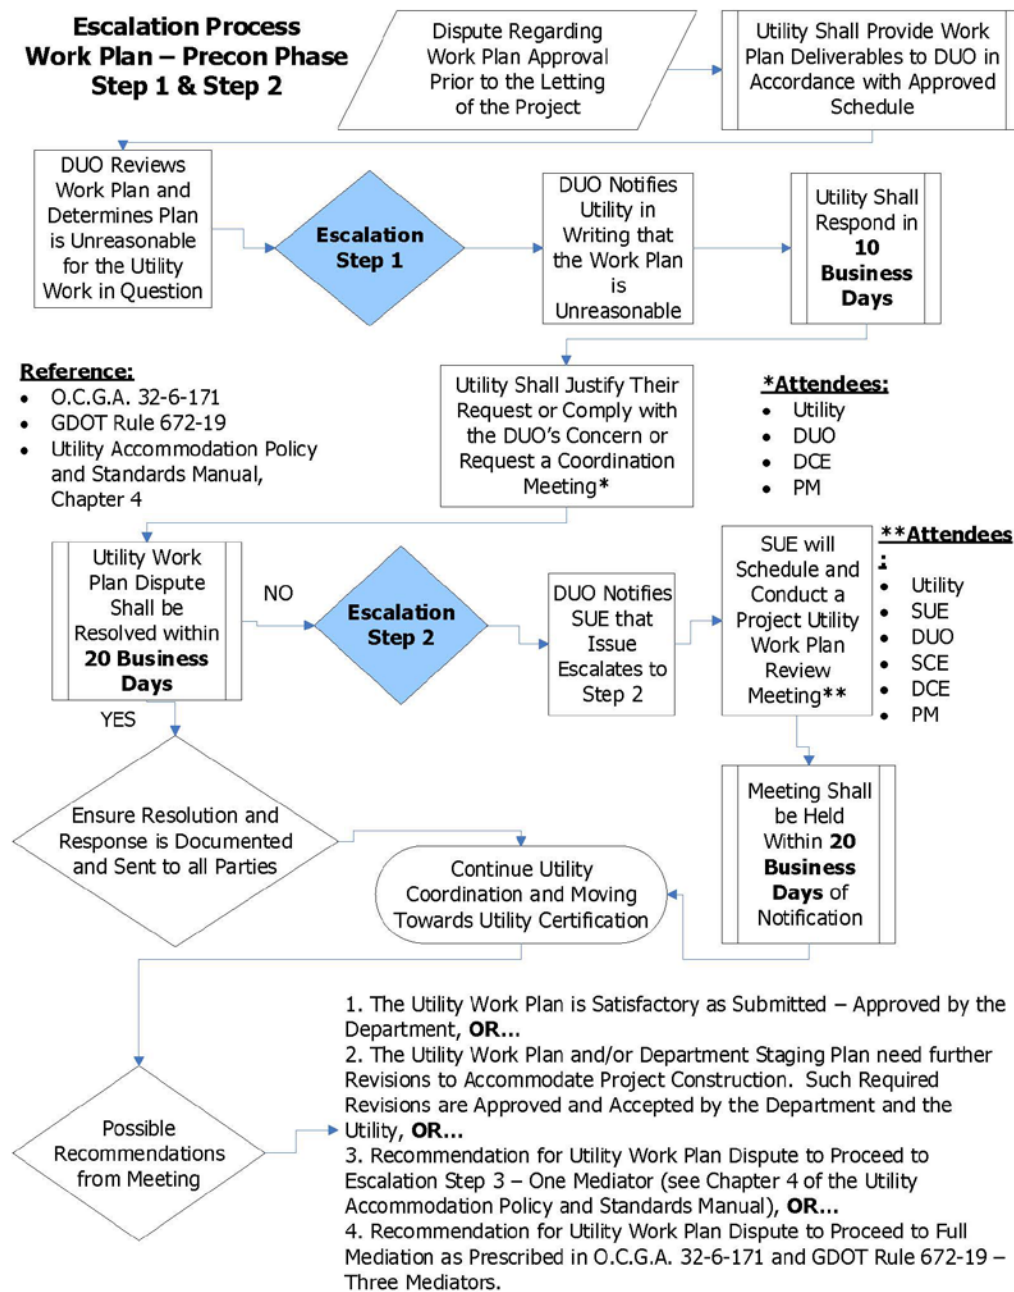 Escalation Process
Work Plan – Precon Phase
Step 1 & Step 2
Dispute Regarding
Work Plan Approval
Prior to the Letting
of the Project
Utility Shall Provide Work
Plan Deliverables to DUO in
Accordance with Approved
Schedule
DUO Reviews
Work Plan and
Determines Plan
is Unreasonable
for the Utility
Work in Question
Escalation
Step 1
DUO Notifies
Utility in
Writing that
the Work Plan
is
Unreasonable
Utility Shall
Respond in
10
Business
Days
Reference:
• O.C.G.A. 32-6-171
• GDOT Rule 672-19
• Utility Accommodation Policy
and Standards Manual,
Chapter 4
Utility Shall Justify Their
Request or Comply with
the DUO's Concern or
Request a Coordination
Meeting*
*Attendees:
• Utility
• DUO
• DCE
• PM
Utility Work
Plan Dispute
Shall be
Resolved within
20 Business
Days
NO
YES
Escalation
Step 2
DUO Notifies
SUE that
Issue
Escalates to
Step 2
SUE will
Schedule and
Conduct a
Project Utility
Work Plan
Review
Meeting**
**Attendees
:
• Utility
• SUE
• DUO
• SCE
• DCE
• PM
Ensure Resolution and
Response is Documented
and Sent to all Parties
Continue Utility
Coordination and Moving
Towards Utility Certification
Meeting Shall
be Held
Within 20
Business
Days of
Notification
Possible
Recommendations
from Meeting
1. The Utility Work Plan is Satisfactory as Submitted – Approved by the
Department, OR...
2. The Utility Work Plan and/or Department Staging Plan need further
Revisions to Accommodate Project Construction. Such Required
Revisions are Approved and Accepted by the Department and the
Utility, OR...
3. Recommendation for Utility Work Plan Dispute to Proceed to
Escalation Step 3 – One Mediator (see Chapter 4 of the Utility
Accommodation Policy and Standards Manual), OR...
4. Recommendation for Utility Work Plan Dispute to Proceed to Full
Mediation as Prescribed in O.C.G.A. 32-6-171 and GDOT Rule 672-19 –
Three Mediators.